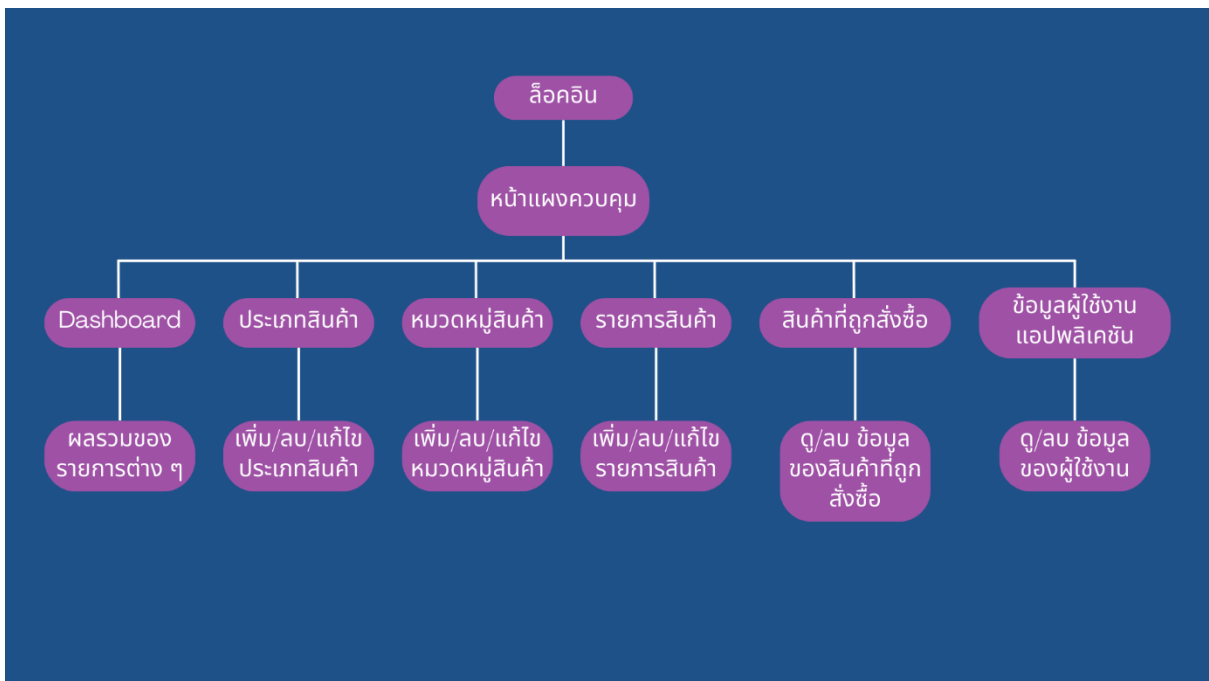 ล็อคอิน
หน้าแผงควบคุม
Dashboard
ประเภทสินค้า
หมวดหมู่สินค้า
รายการสินค้า
สินค้าที่ถูกสั่งซื้อ
ข้อมูลผู้ใช้งาน
แอปพลิเคชัน
ผลรวมของ
รายการต่าง ๆ
เพิ่ม/ลบ/แก้ไข
ประเภทสินค้า
เพิ่ม/ลบ/แก้ไข
หมวดหมู่สินค้า
เพิ่ม/ลบ/แก้ไข
รายการสินค้า
ดู/ลบ ข้อมูล
ของสินค้าที่ถูก
สั่งซื้อ
ดู/ลบ ข้อมูล
ของผู้ใช้งาน